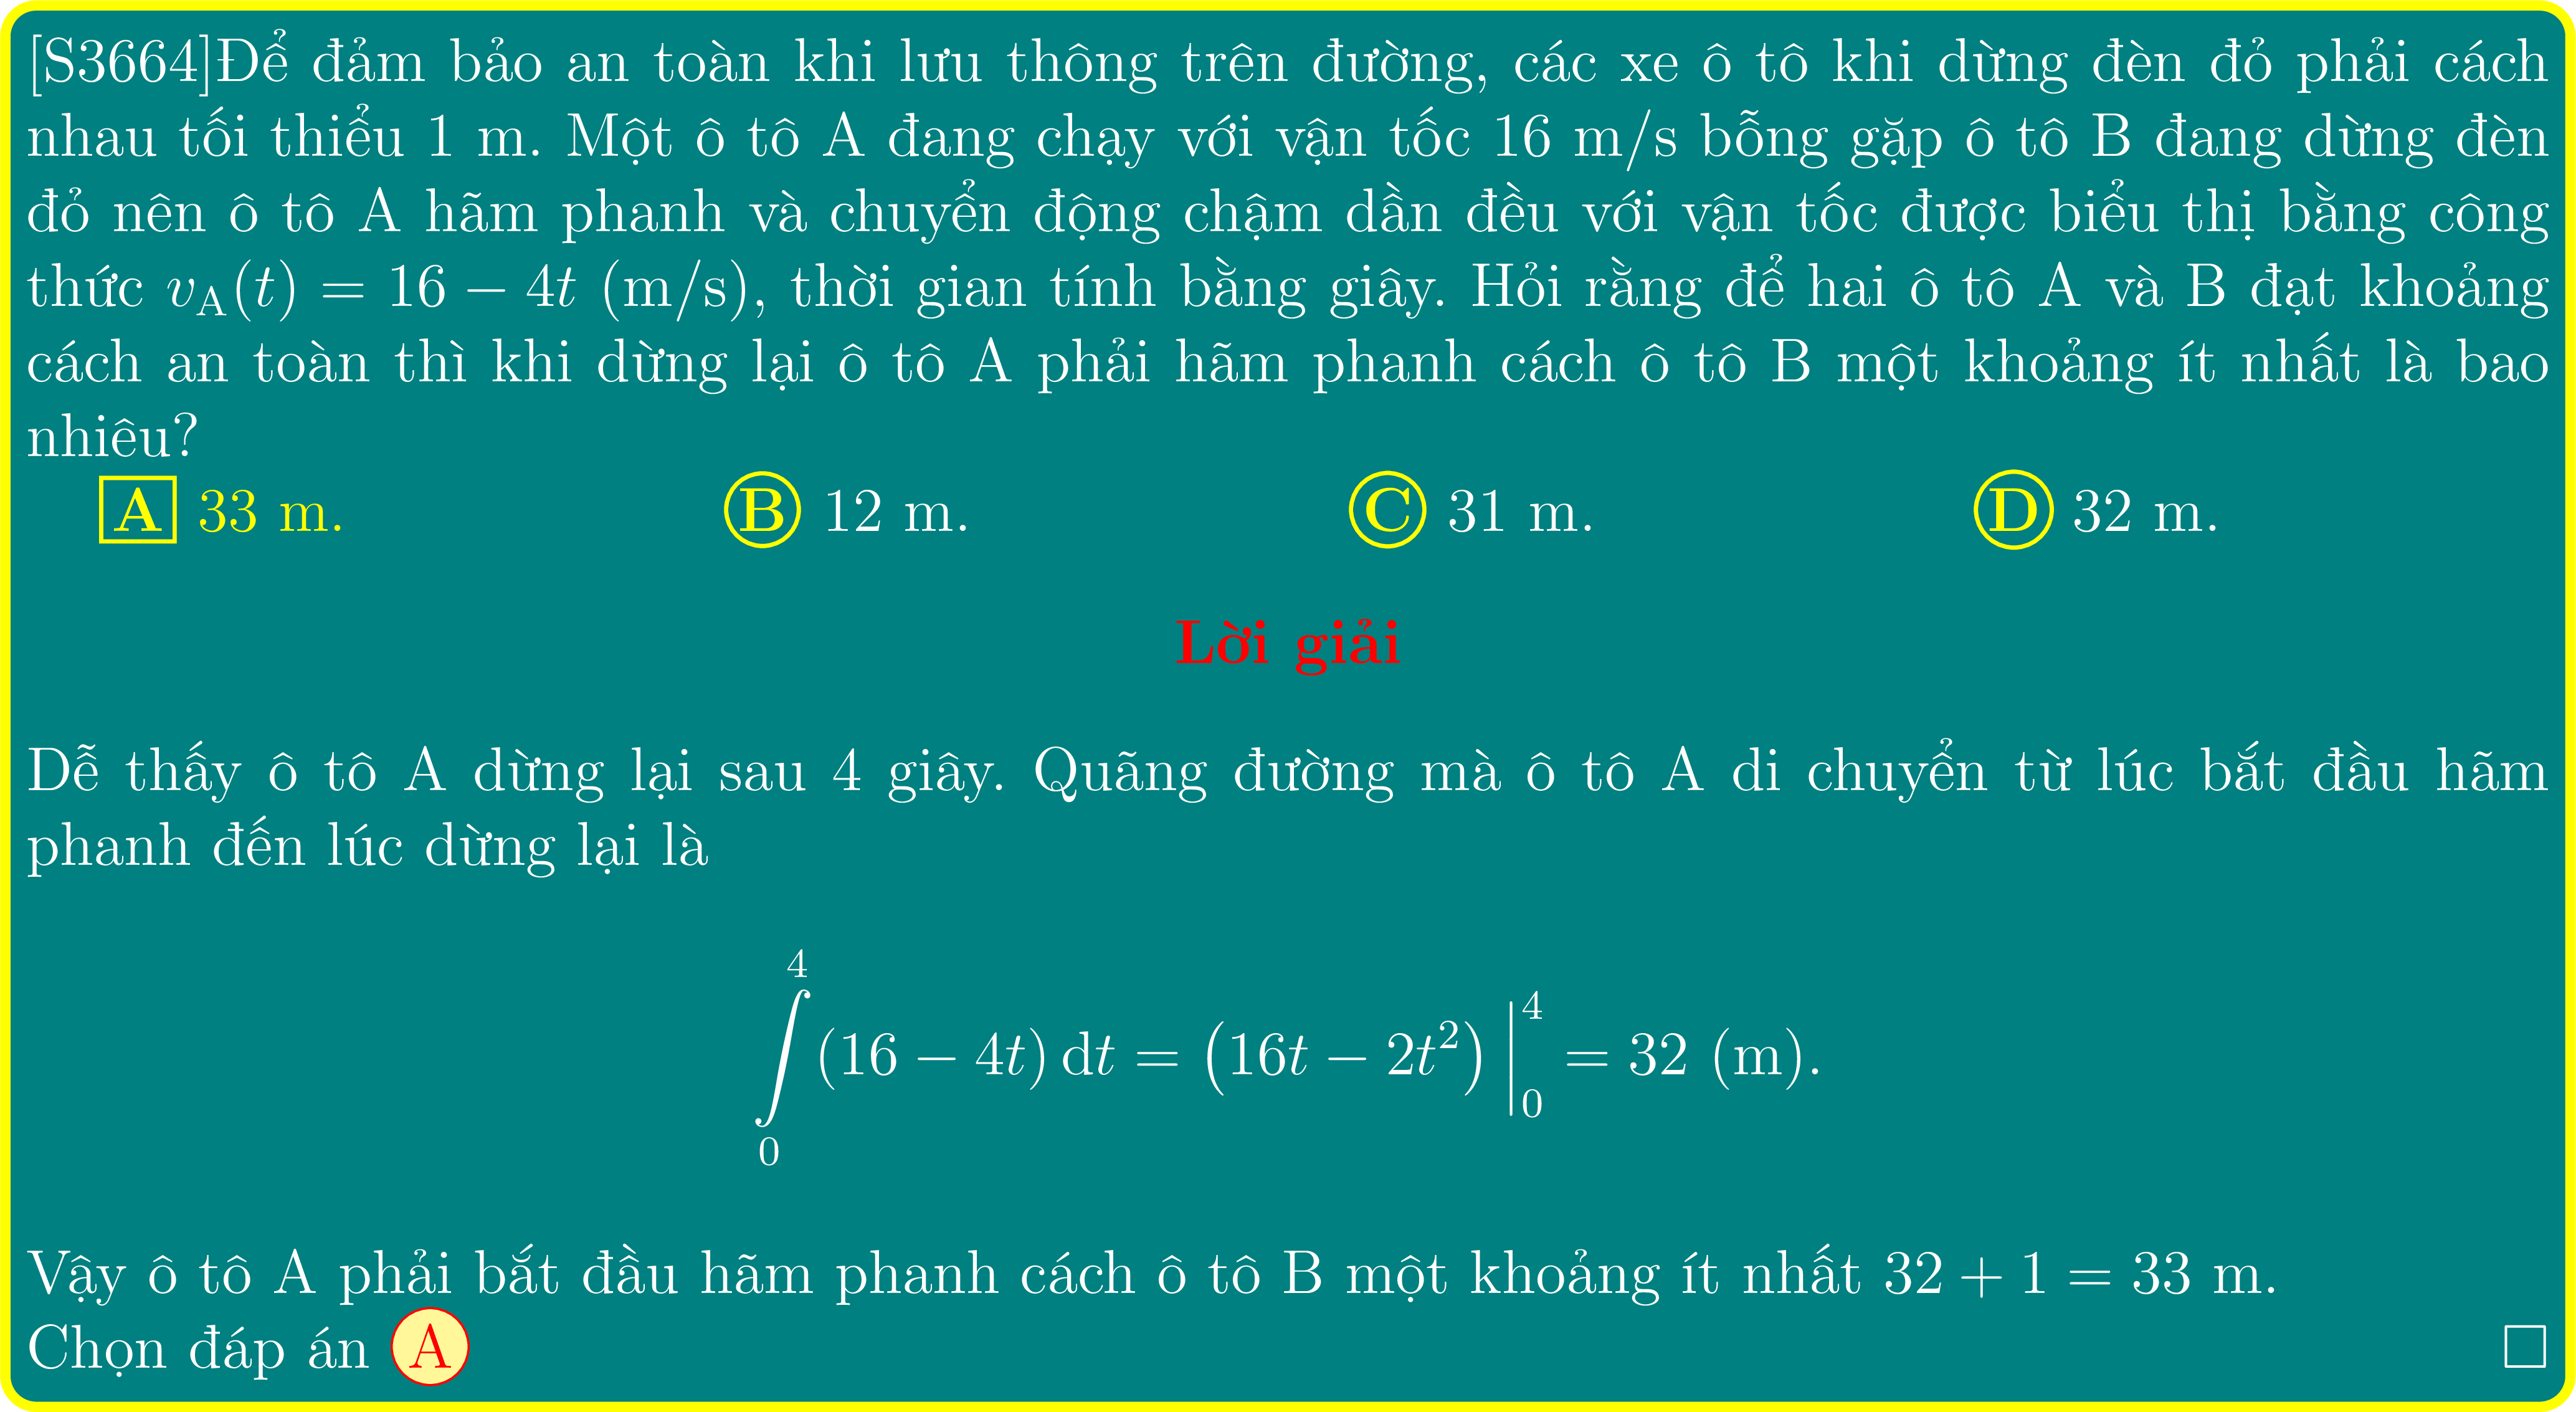 [S3664]Để đảm bảo an toàn khi lưu thông trên đường, các xe ô tô khi dừng đèn đỏ phải cách
nhau tối thiểu 1 m. Một ô tô A đang chạy với vận tốc 16 m/s bỗng gặp ô tô B đang dừng đèn
đỏ nên ô tô A hãm phanh và chuyển động chậm dần đều với vận tốc được biểu thị bằng công
thức v_A(t) = 16 − 4t (m/s), thời gian tính bằng giây. Hỏi rằng để hai ô tô A và B đạt khoảng
cách an toàn thì khi dừng lại ô tô A phải hãm phanh cách ô tô B một khoảng ít nhất là bao
nhiêu?
A 33 m. B 12 m. C 31 m. D 32 m.
Lời giải
Dễ thấy ô tô A dừng lại sau 4 giây. Quãng đường mà ô tô A di chuyển từ lúc bắt đầu hãm
phanh đến lúc dừng lại là
∫_0^4 (16 − 4t) dt = (16t − 2t²) |_0^4 = 32 (m).
Vậy ô tô A phải bắt đầu hãm phanh cách ô tô B một khoảng ít nhất 32 + 1 = 33 m.
Chọn đáp án A □